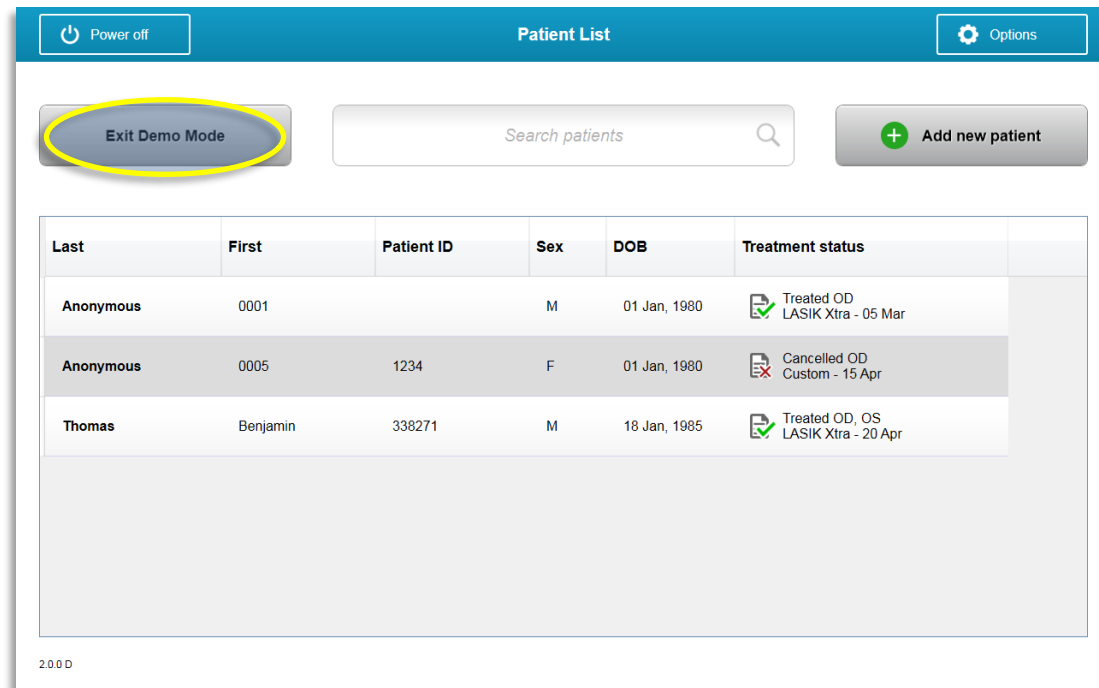 Power off
Patient List
Options
Exit Demo Mode
Search patients
Add new patient
Last First Patient ID Sex DOB Treatment status
Anonymous 0001 M 01 Jan, 1980 Treated OD
LASIK Xtra - 05 Mar
Anonymous 0005 1234 F 01 Jan, 1980 Cancelled OD
Custom - 15 Apr
Thomas Benjamin 338271 M 18 Jan, 1985 Treated OD, OS
LASIK Xtra - 20 Apr
2.0.0 D